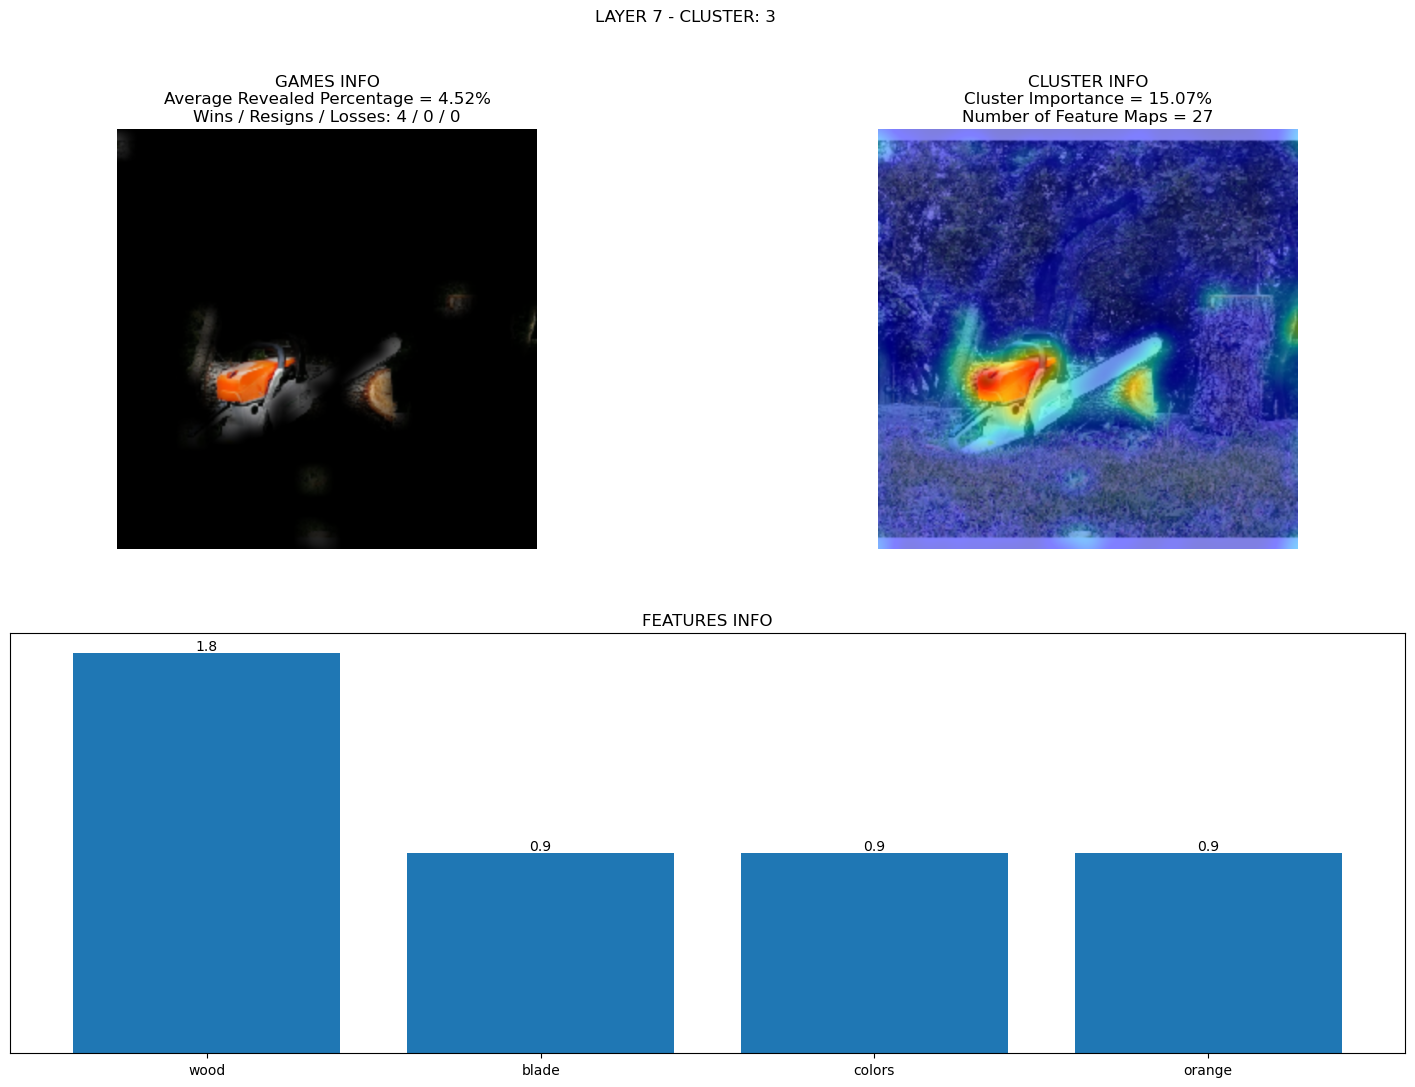 LAYER 7 - CLUSTER: 3
GAMES INFO
Average Revealed Percentage = 4.52%
Wins / Resigns / Losses: 4 / 0 / 0
CLUSTER INFO
Cluster Importance = 15.07%
Number of Feature Maps = 27
FEATURES INFO
1.8
0.9
0.9
0.9
wood
blade
colors
orange